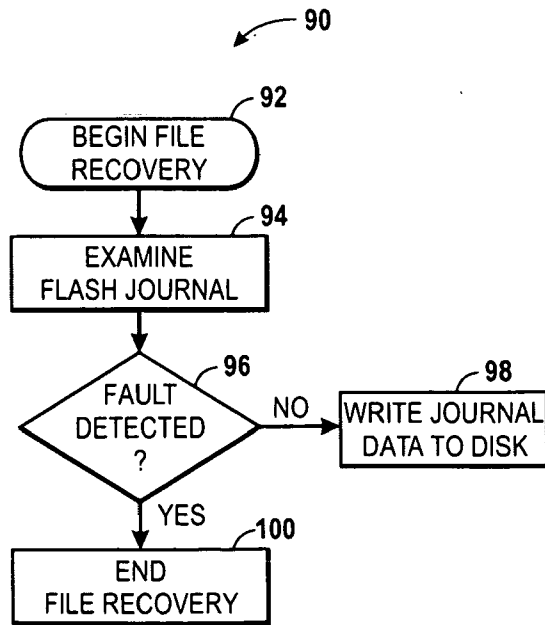 90
92
BEGIN FILE
RECOVERY
94
EXAMINE
FLASH JOURNAL
96
FAULT
DETECTED
?
NO
98
WRITE JOURNAL
DATA TO DISK
YES
100
END
FILE RECOVERY